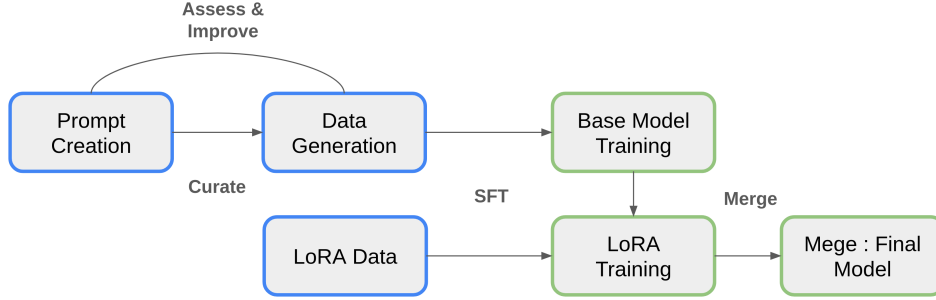 Assess &
Improve
Prompt
Creation
Data
Generation
Base Model
Training
Curate
SFT
Merge
LoRA Data
LoRA
Training
Mege : Final
Model